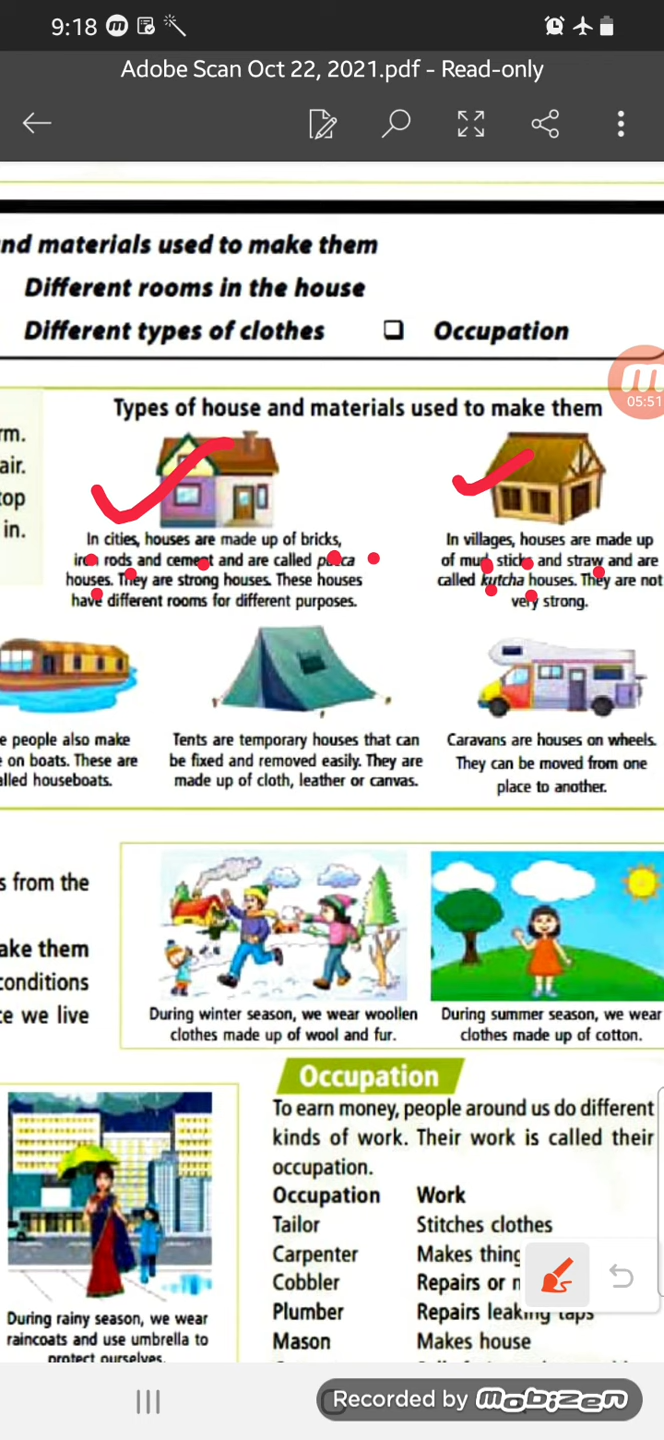 9:18
Adobe Scan Oct 22, 2021.pdf - Read-only
nd materials used to make them
Different rooms in the house
Different types of clothes ❑ Occupation
m
05:51
rm.
air.
top
in.
Types of house and materials used to make them
In cities, houses are made up of bricks,
iron rods and cement and are called pucca
houses. They are strong houses. These houses
have different rooms for different purposes.
In villages, houses are made up
of mud, sticks and straw and are
called kutcha houses. They are not
very strong.
e people also make
on boats. These are
alled houseboats.
Tents are temporary houses that can
be fixed and removed easily. They are
made up of cloth, leather or canvas.
Caravans are houses on wheels.
They can be moved from one
place to another.
s from the
ake them
conditions
ce we live
During winter season, we wear woollen
clothes made up of wool and fur.
During summer season, we wear
clothes made up of cotton.
During rainy season, we wear
raincoats and use umbrella to
protect ourselves.
Occupation
To earn money, people around us do different
kinds of work. Their work is called their
occupation.
Occupation Work
Tailor Stitches clothes
Carpenter Makes thing
Cobbler Repairs or
Plumber Repairs leaking taps
Mason Makes house
Recorded by mobizen